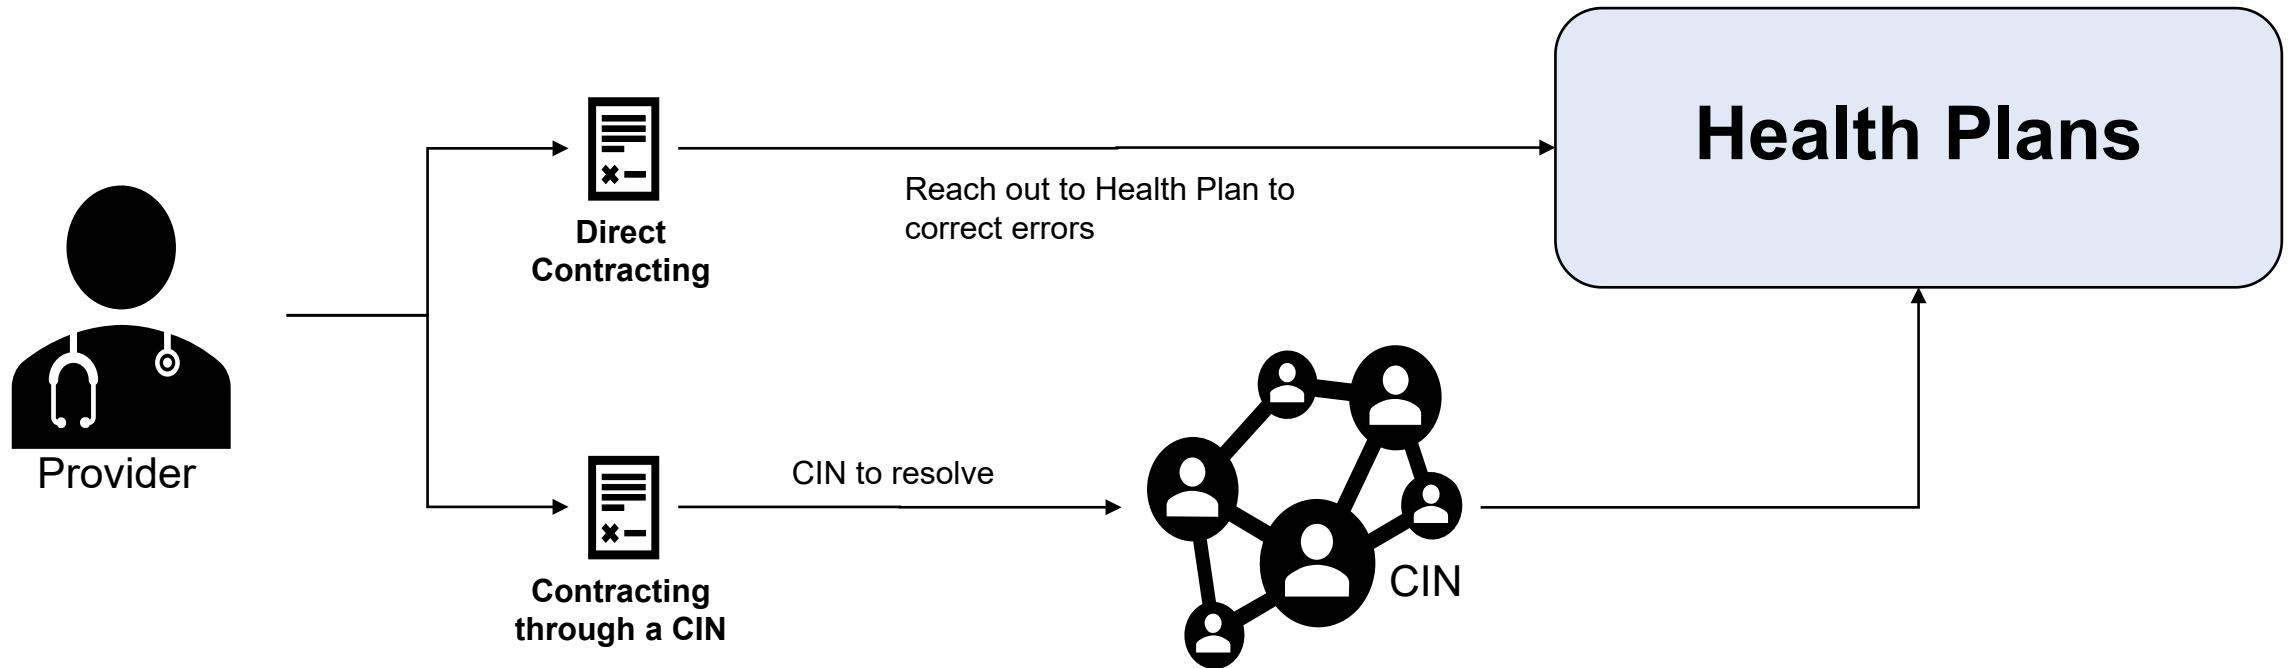 Health Plans
Reach out to Health Plan to
correct errors
Direct
Contracting
Provider
CIN to resolve
CIN
Contracting
through a CIN